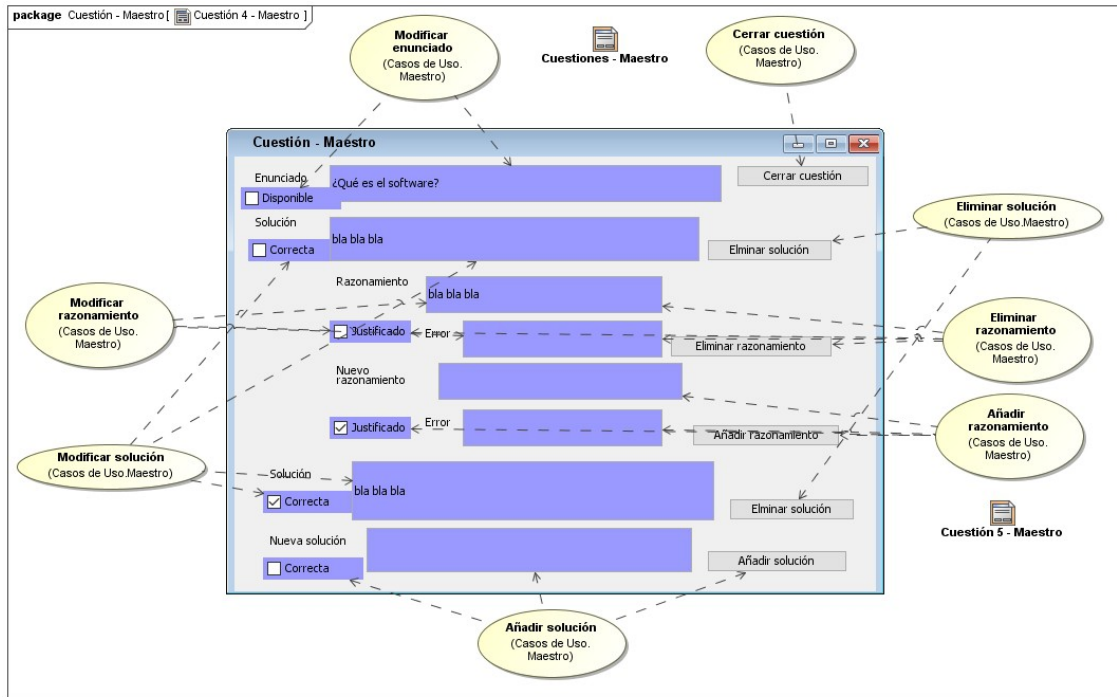 package Cuestión - Maestro [ Cuestión 4 - Maestro ]
Modificar
enunciado
(Casos de Uso.
Maestro)
Cuestiones - Maestro
Cerrar cuestión
(Casos de Uso.
Maestro)
Cuestión - Maestro
Enunciado
¿Qué es el software?
Cerrar cuestión
Disponible
Solución
bla bla bla
Correcta
Elminar solución
Eliminar solución
(Casos de Uso.Maestro)
Razonamiento
bla bla bla
Modificar
razonamiento
(Casos de Uso.
Maestro)
Justificado
Error
Eliminar razonamiento
Eliminar
razonamiento
(Casos de Uso.
Maestro)
Nuevo
razonamiento
Justificado
Error
Añadir razonamiento
Añadir
razonamiento
(Casos de Uso.
Maestro)
Modificar solución
(Casos de Uso.Maestro)
Solución
bla bla bla
Correcta
Elminar solución
Cuestión 5 - Maestro
Nueva solución
Correcta
Añadir solución
Añadir solución
(Casos de Uso.
Maestro)